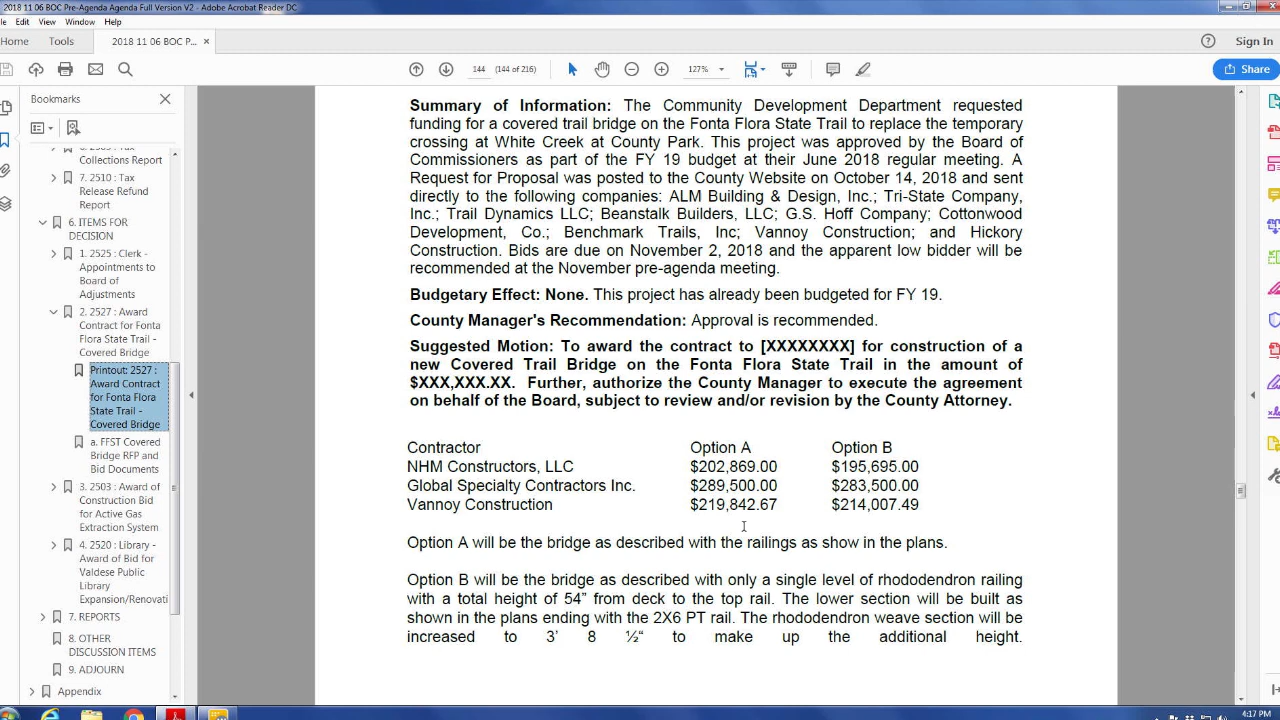 2018 11 06 BOC Pre-Agenda Agenda Full Version V2 - Adobe Acrobat Reader DC
Edit View Window Help
Home Tools 2018 11 06 BOC P... × Sign In
144 (144 of 216) 127% Share
Bookmarks
Collections Report
7. 2510 : Tax
Release Refund
Report
6. ITEMS FOR
DECISION
1. 2525 : Clerk -
Appointments to
Board of
Adjustments
2. 2527 : Award
Contract for Fonta
Flora State Trail -
Covered Bridge
Printout: 2527 :
Award Contract
for Fonta Flora
State Trail -
Covered Bridge
a. FFST Covered
Bridge RFP and
Bid Documents
3. 2503 : Award of
Construction Bid
for Active Gas
Extraction System
4. 2520 : Library -
Award of Bid for
Valdese Public
Library
Expansion/Renovati
7. REPORTS
8. OTHER
DISCUSSION ITEMS
9. ADJOURN
Appendix
Summary of Information: The Community Development Department requested
funding for a covered trail bridge on the Fonta Flora State Trail to replace the temporary
crossing at White Creek at County Park. This project was approved by the Board of
Commissioners as part of the FY 19 budget at their June 2018 regular meeting. A
Request for Proposal was posted to the County Website on October 14, 2018 and sent
directly to the following companies: ALM Building & Design, Inc.; Tri-State Company,
Inc.; Trail Dynamics LLC; Beanstalk Builders, LLC; G.S. Hoff Company; Cottonwood
Development, Co.; Benchmark Trails, Inc; Vannoy Construction; and Hickory
Construction. Bids are due on November 2, 2018 and the apparent low bidder will be
recommended at the November pre-agenda meeting.
Budgetary Effect: None. This project has already been budgeted for FY 19.
County Manager's Recommendation: Approval is recommended.
Suggested Motion: To award the contract to [XXXXXXXX] for construction of a
new Covered Trail Bridge on the Fonta Flora State Trail in the amount of
$XXX,XXX.XX. Further, authorize the County Manager to execute the agreement
on behalf of the Board, subject to review and/or revision by the County Attorney.
Contractor Option A Option B
NHM Constructors, LLC $202,869.00 $195,695.00
Global Specialty Contractors Inc. $289,500.00 $283,500.00
Vannoy Construction $219,842.67 $214,007.49
Option A will be the bridge as described with the railings as show in the plans.
Option B will be the bridge as described with only a single level of rhododendron railing
with a total height of 54” from deck to the top rail. The lower section will be built as
shown in the plans ending with the 2X6 PT rail. The rhododendron weave section will be
increased to 3’ 8 ½“ to make up the additional height.
4:17 PM